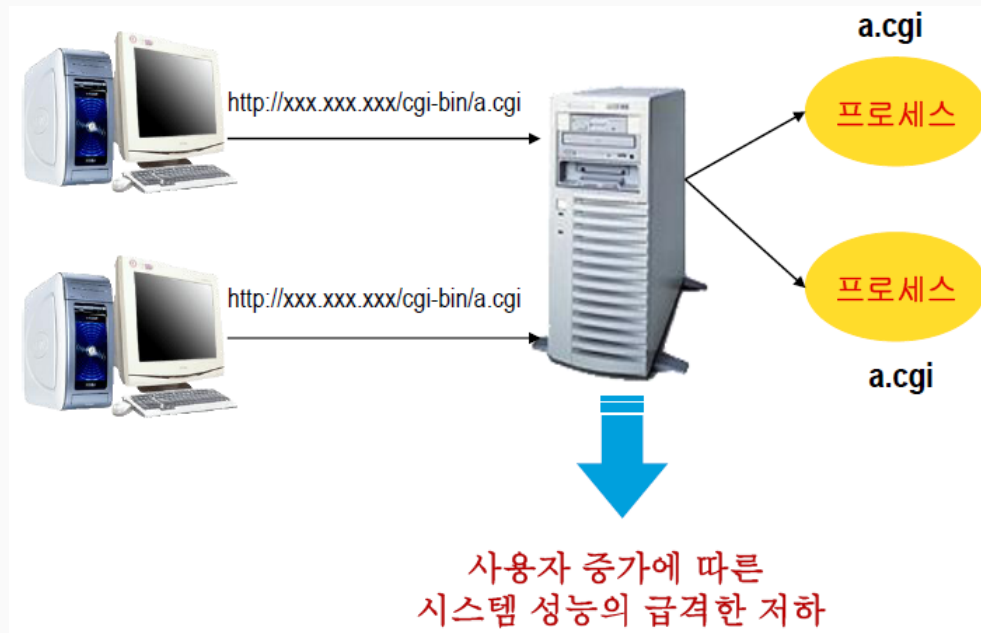 a.cgi
http://xxx.xxx.xxx/cgi-bin/a.cgi
프로세스
http://xxx.xxx.xxx/cgi-bin/a.cgi
프로세스
a.cgi
사용자 증가에 따른
시스템 성능의 급격한 저하